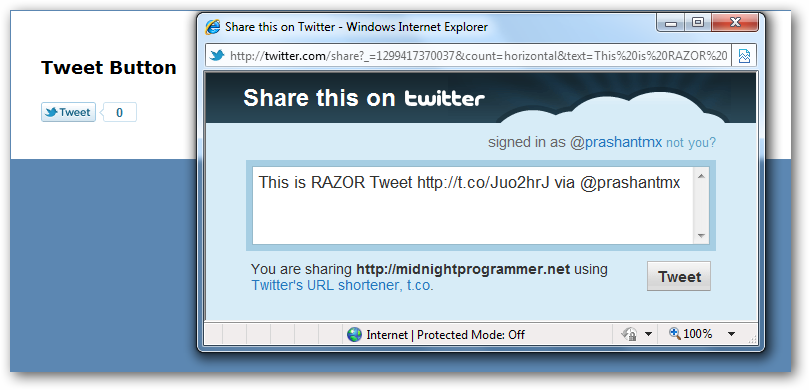 Tweet Button
Tweet 0
Share this on Twitter - Windows Internet Explorer
http://twitter.com/share?_=1299417370037&count=horizontal&text=This%20is%20RAZOR%20
Share this on twitter
signed in as @prashantmx not you?
This is RAZOR Tweet http://t.co/Juo2hrJ via @prashantmx
You are sharing http://midnightprogrammer.net using
Twitter's URL shortener, t.co.
Tweet
Internet | Protected Mode: Off
100%